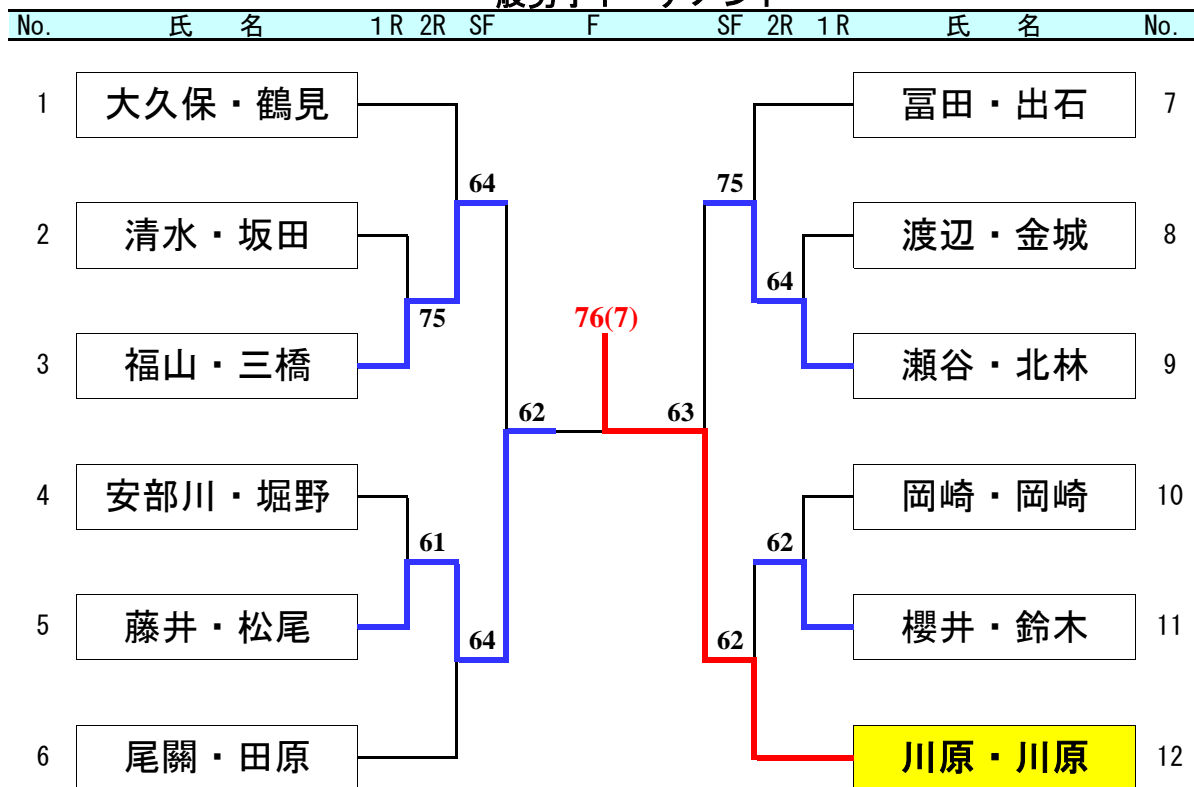 No. 氏 名 1R 2R SF F SF 2R 1R 氏 名 No.
1 大久保・鶴見 冨田・出石 7
64 75
2 清水・坂田 渡辺・金城 8
64
75 76(7)
3 福山・三橋 瀬谷・北林 9
62 63
4 安部川・堀野 岡崎・岡崎 10
61 62
5 藤井・松尾 櫻井・鈴木 11
64 62
6 尾關・田原 川原・川原 12